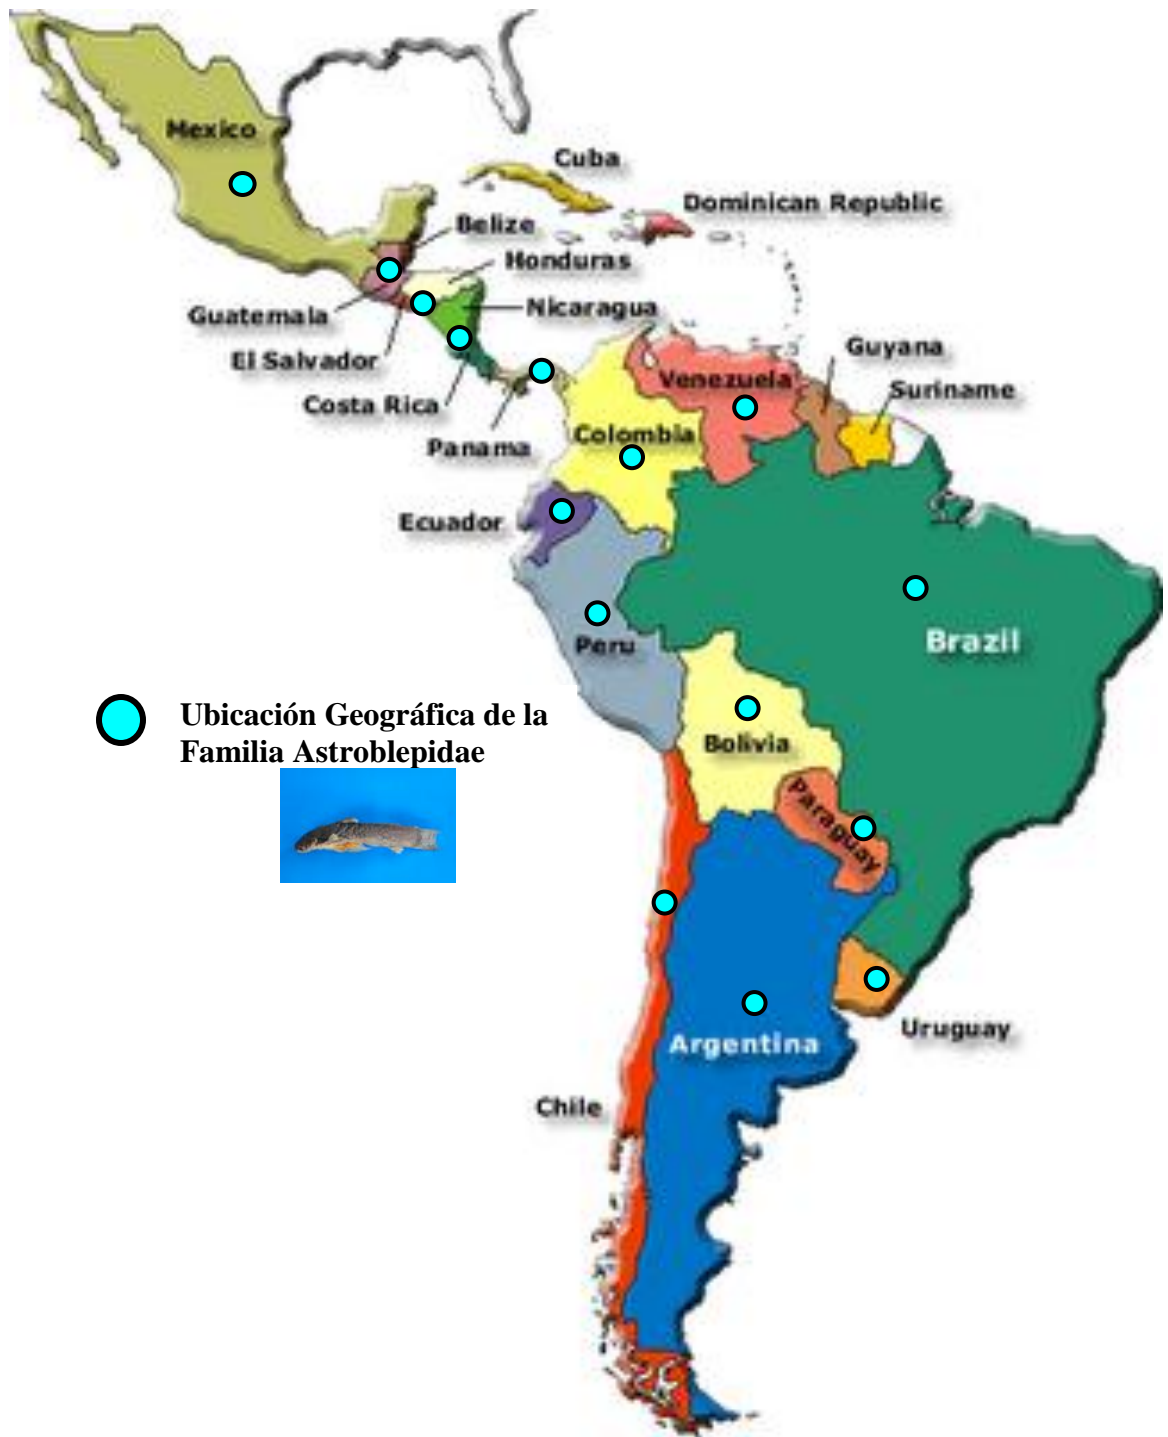 Mexico
Cuba
Dominican Republic
Belize
Honduras
Guatemala
Nicaragua
El Salvador
Costa Rica
Panama
Guyana
Venezuela
Suriname
Colombia
Ecuador
Brazil
Peru
Ubicación Geográfica de la
Familia Astroblepidae
Bolivia
Paraguay
Uruguay
Argentina
Chile